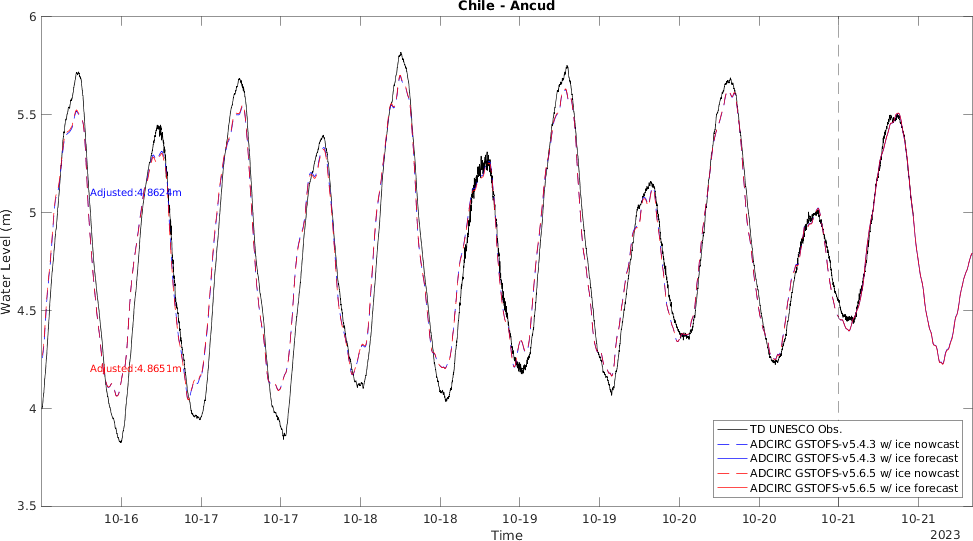 Chile - Ancud
6
5.5
5
4.5
4
3.5
Water Level (m)
Adjusted:4.8624m
Adjusted:4.8651m
TD UNESCO Obs.
ADCIRC GSTOFS-v5.4.3 w/ ice nowcast
ADCIRC GSTOFS-v5.4.3 w/ ice forecast
ADCIRC GSTOFS-v5.6.5 w/ ice nowcast
ADCIRC GSTOFS-v5.6.5 w/ ice forecast
10-16 10-17 10-17 10-18 10-18 10-19 10-19 10-20 10-20 10-21 10-21
Time
2023